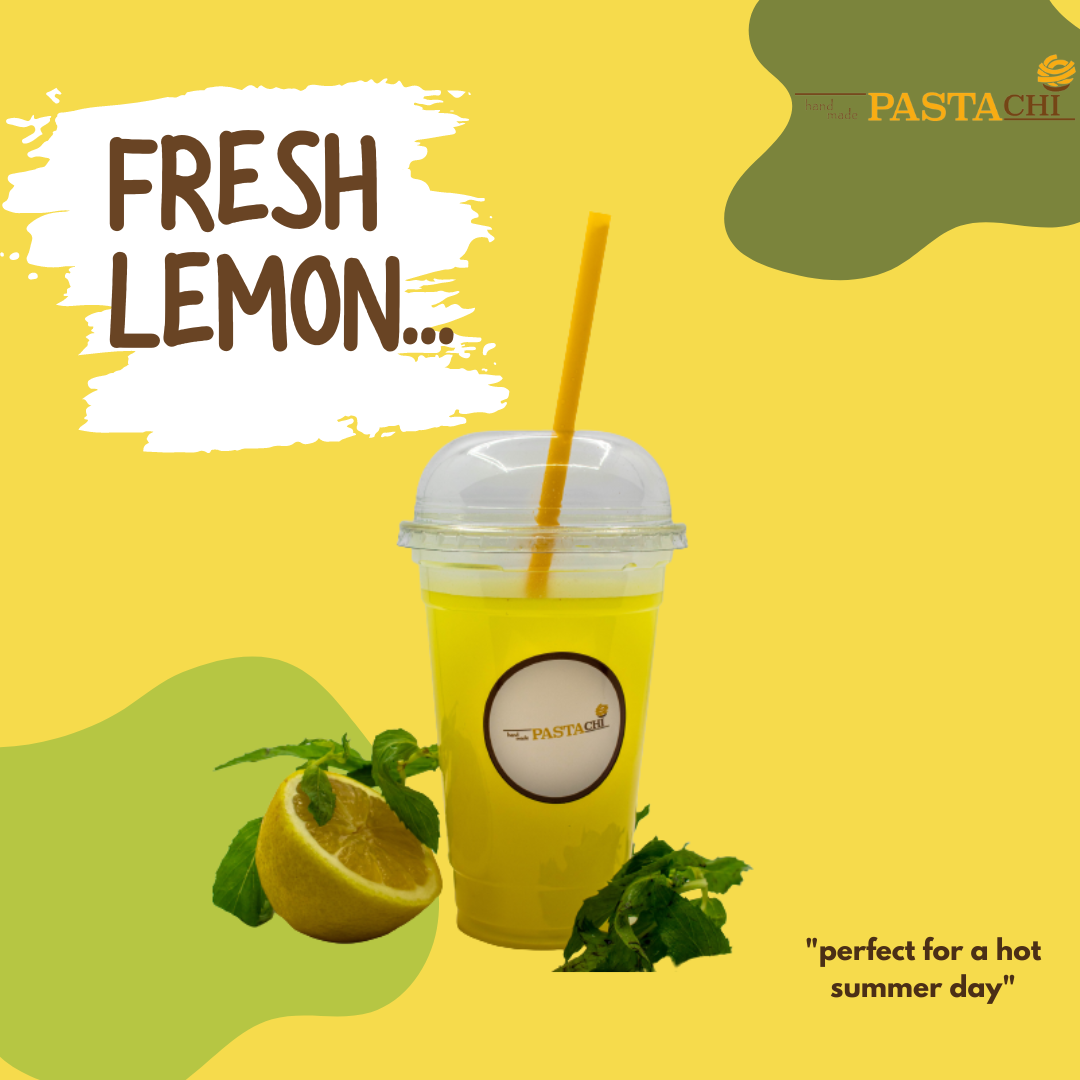 FRESH
LEMON...
hand
made
PASTACHI
hand
made
PASTACHI
"perfect for a hot
summer day"